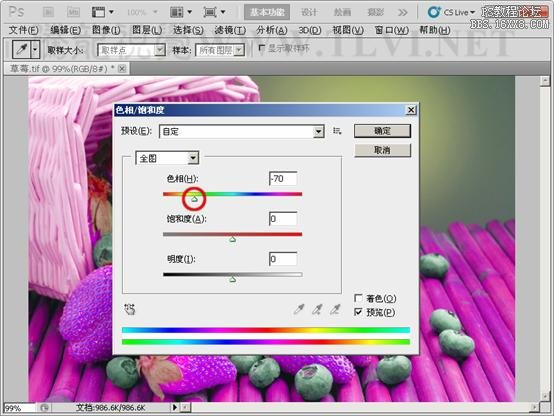 PS教程论坛
BBS.16XX8.COM
Ps 100% 基本功能 设计 绘画 摄影 >> CS Live
文件(F) 编辑(E) 图像(I) 图层(L) 选择(S) 滤镜(T) 分析(A) 3D(D) 视图(V) 窗口(W) 帮助(H)
取样大小: 取样点 样本: 所有图层 显示取样环
WWW.1LVI.NET
草莓.tif @ 99%(RGB/8#) * ×
色相/饱和度
预设(E): 自定 确定
取消
全图
色相(H): -70
饱和度(A): 0
明度(I): 0
着色(O)
预览(P)
99% 文档:986.6K/986.6K